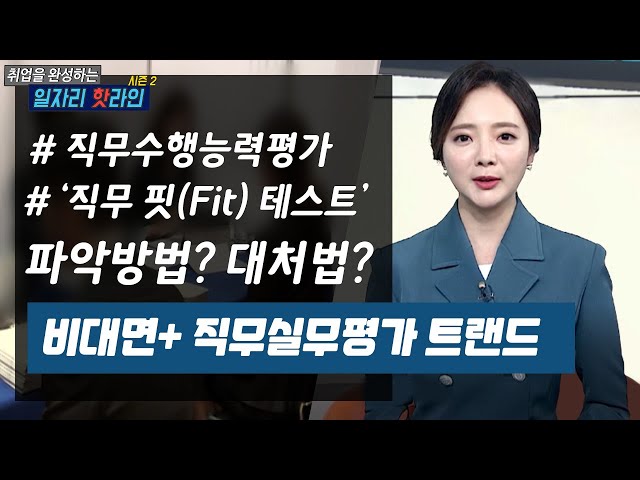 취업을 완성하는
시즌 2
일자리 핫라인
# 직무수행능력평가
# ‘직무 핏(Fit) 테스트’
파악방법? 대처법?
비대면+ 직무실무평가 트랜드